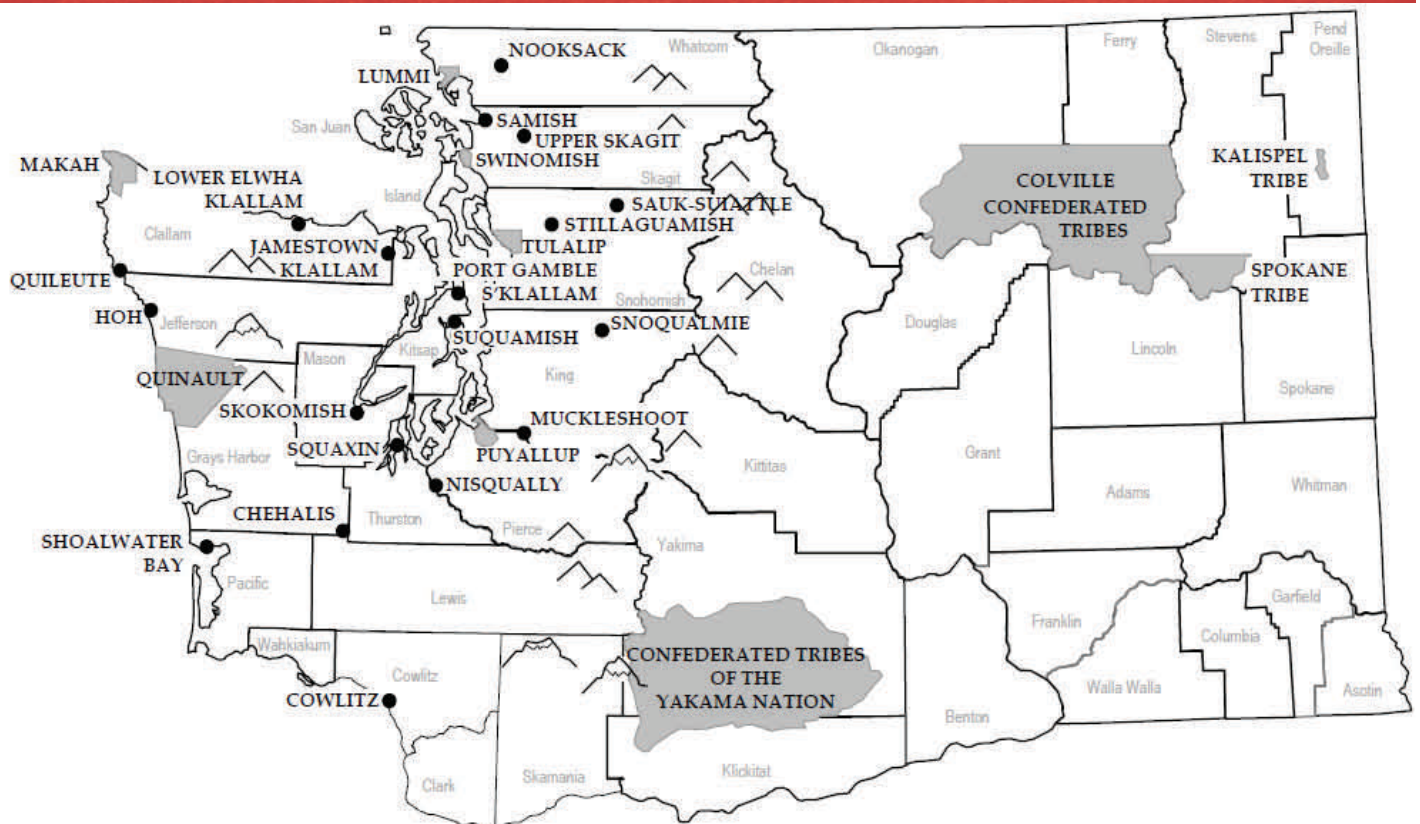 NOOKSACK
Whatcom
Okanogan
Ferry
Stevens
Pend
Oreille
LUMMI
San Juan
SAMISH
UPPER SKAGIT
SWINOMISH
Skagit
MAKAH
LOWER ELWHA
KLALLAM
Island
KALISPEL
TRIBE
COLVILLE
CONFEDERATED
TRIBES
SAUK-SUIATTLE
STILLAGUAMISH
Clallam
JAMESTOWN
KLALLAM
TULALIP
PORT GAMBLE
S'KLALLAM
Chelan
QUILEUTE
SPOKANE
TRIBE
Snohomish
HOH
Jefferson
SUQUAMISH
SNOQUALMIE
Douglas
Lincoln
Mason
Kitsap
QUINAULT
King
Spokane
SKOKOMISH
MUCKLESHOOT
SQUAXIN
PUYALLUP
Grays Harbor
Kittitas
Grant
NISQUALLY
Adams
Whitman
CHEHALIS
Thurston
Pierce
SHOALWATER
BAY
Yakima
Pacific
Lewis
Garfield
Franklin
Columbia
Wahkiakum
CONFEDERATED TRIBES
OF THE
YAKAMA NATION
Cowlitz
COWLITZ
Walla Walla
Asotin
Benton
Clark
Skamania
Klickitat